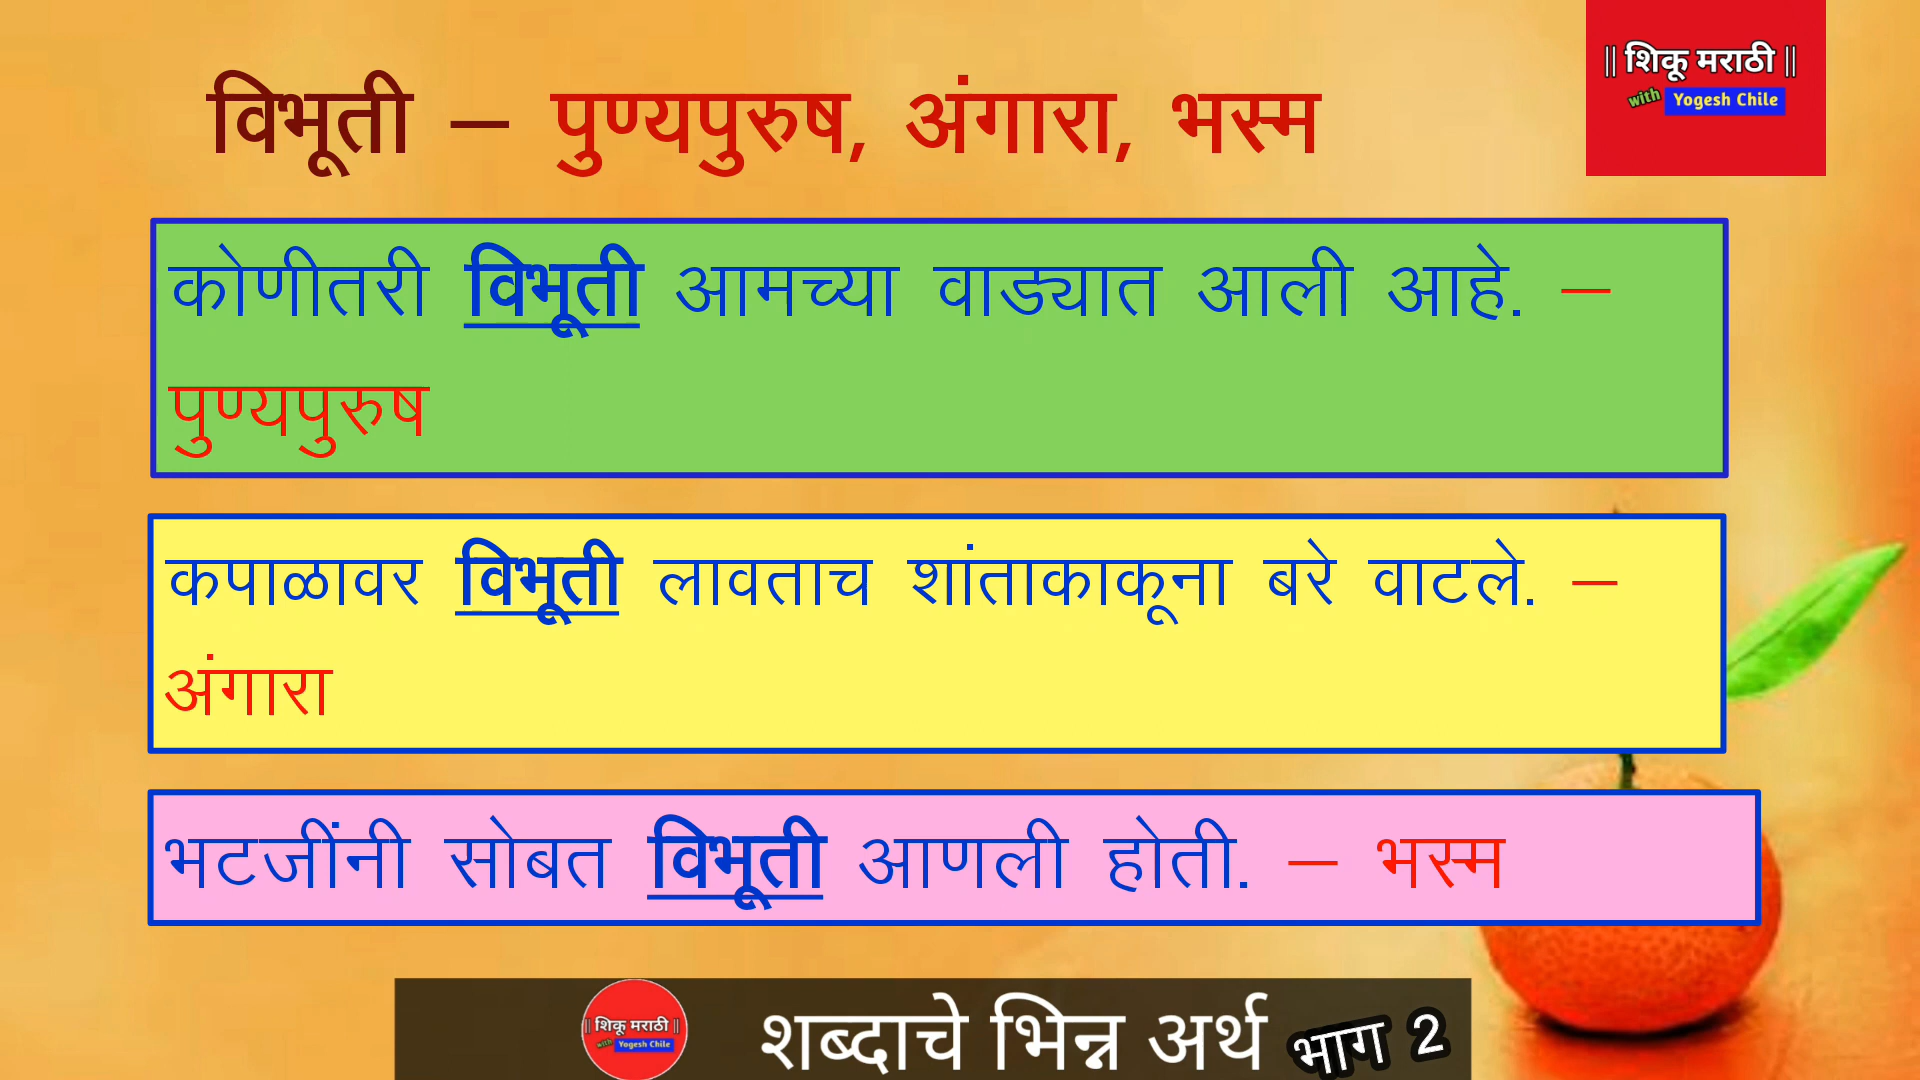 || शिकू मराठी ||
with Yogesh Chile
विभूती – पुण्यपुरुष, अंगारा, भस्म
कोणीतरी विभूती आमच्या वाड्यात आली आहे. –
पुण्यपुरुष
कपाळावर विभूती लावताच शांताकाकूना बरे वाटले. –
अंगारा
भटजींनी सोबत विभूती आणली होती. – भस्म
|| शिकू मराठी ||
with Yogesh Chile
शब्दाचे भिन्न अर्थ भाग 2